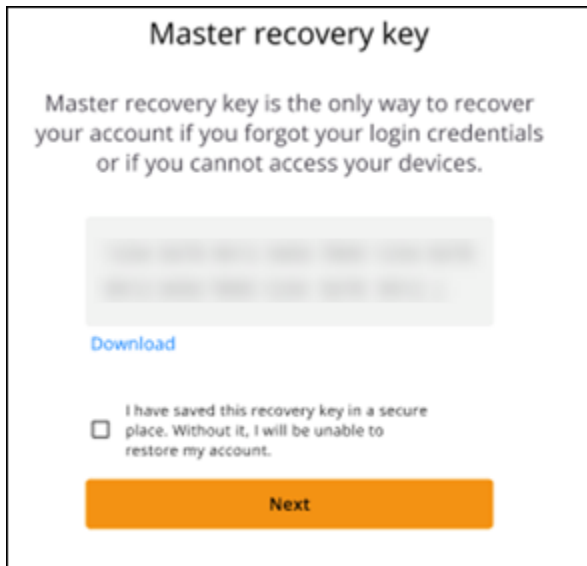 Master recovery key
Master recovery key is the only way to recover
your account if you forgot your login credentials
or if you cannot access your devices.
Download
I have saved this recovery key in a secure
place. Without it, I will be unable to
restore my account.
Next